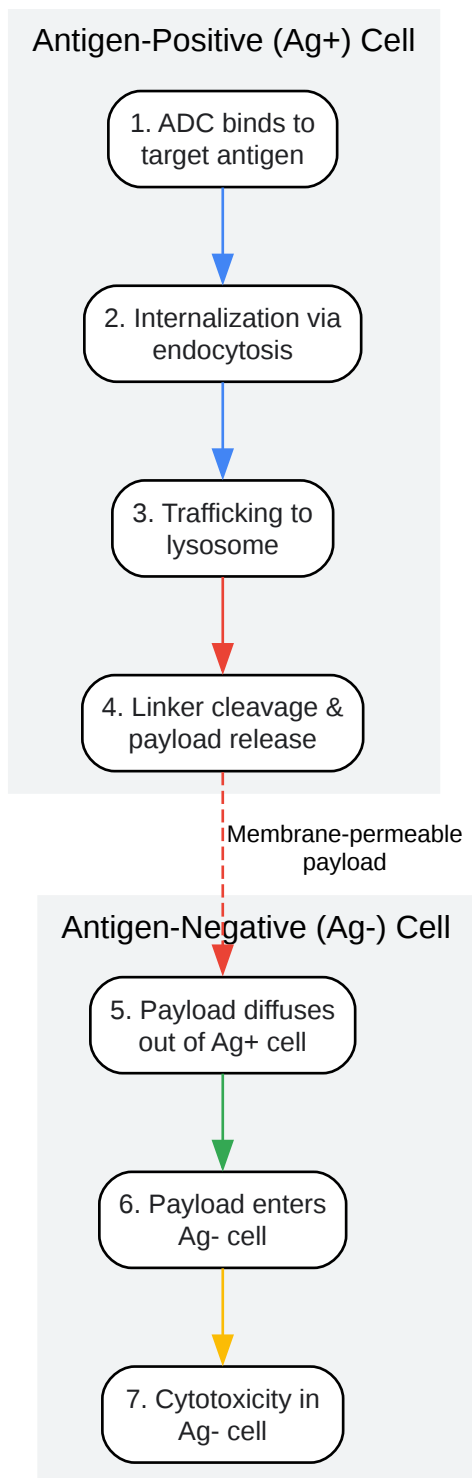 Antigen-Positive (Ag+) Cell
1. ADC binds to
target antigen
2. Internalization via
endocytosis
3. Trafficking to
lysosome
4. Linker cleavage &
payload release
Membrane-permeable
payload
Antigen-Negative (Ag-) Cell
5. Payload diffuses
out of Ag+ cell
6. Payload enters
Ag- cell
7. Cytotoxicity in
Ag- cell